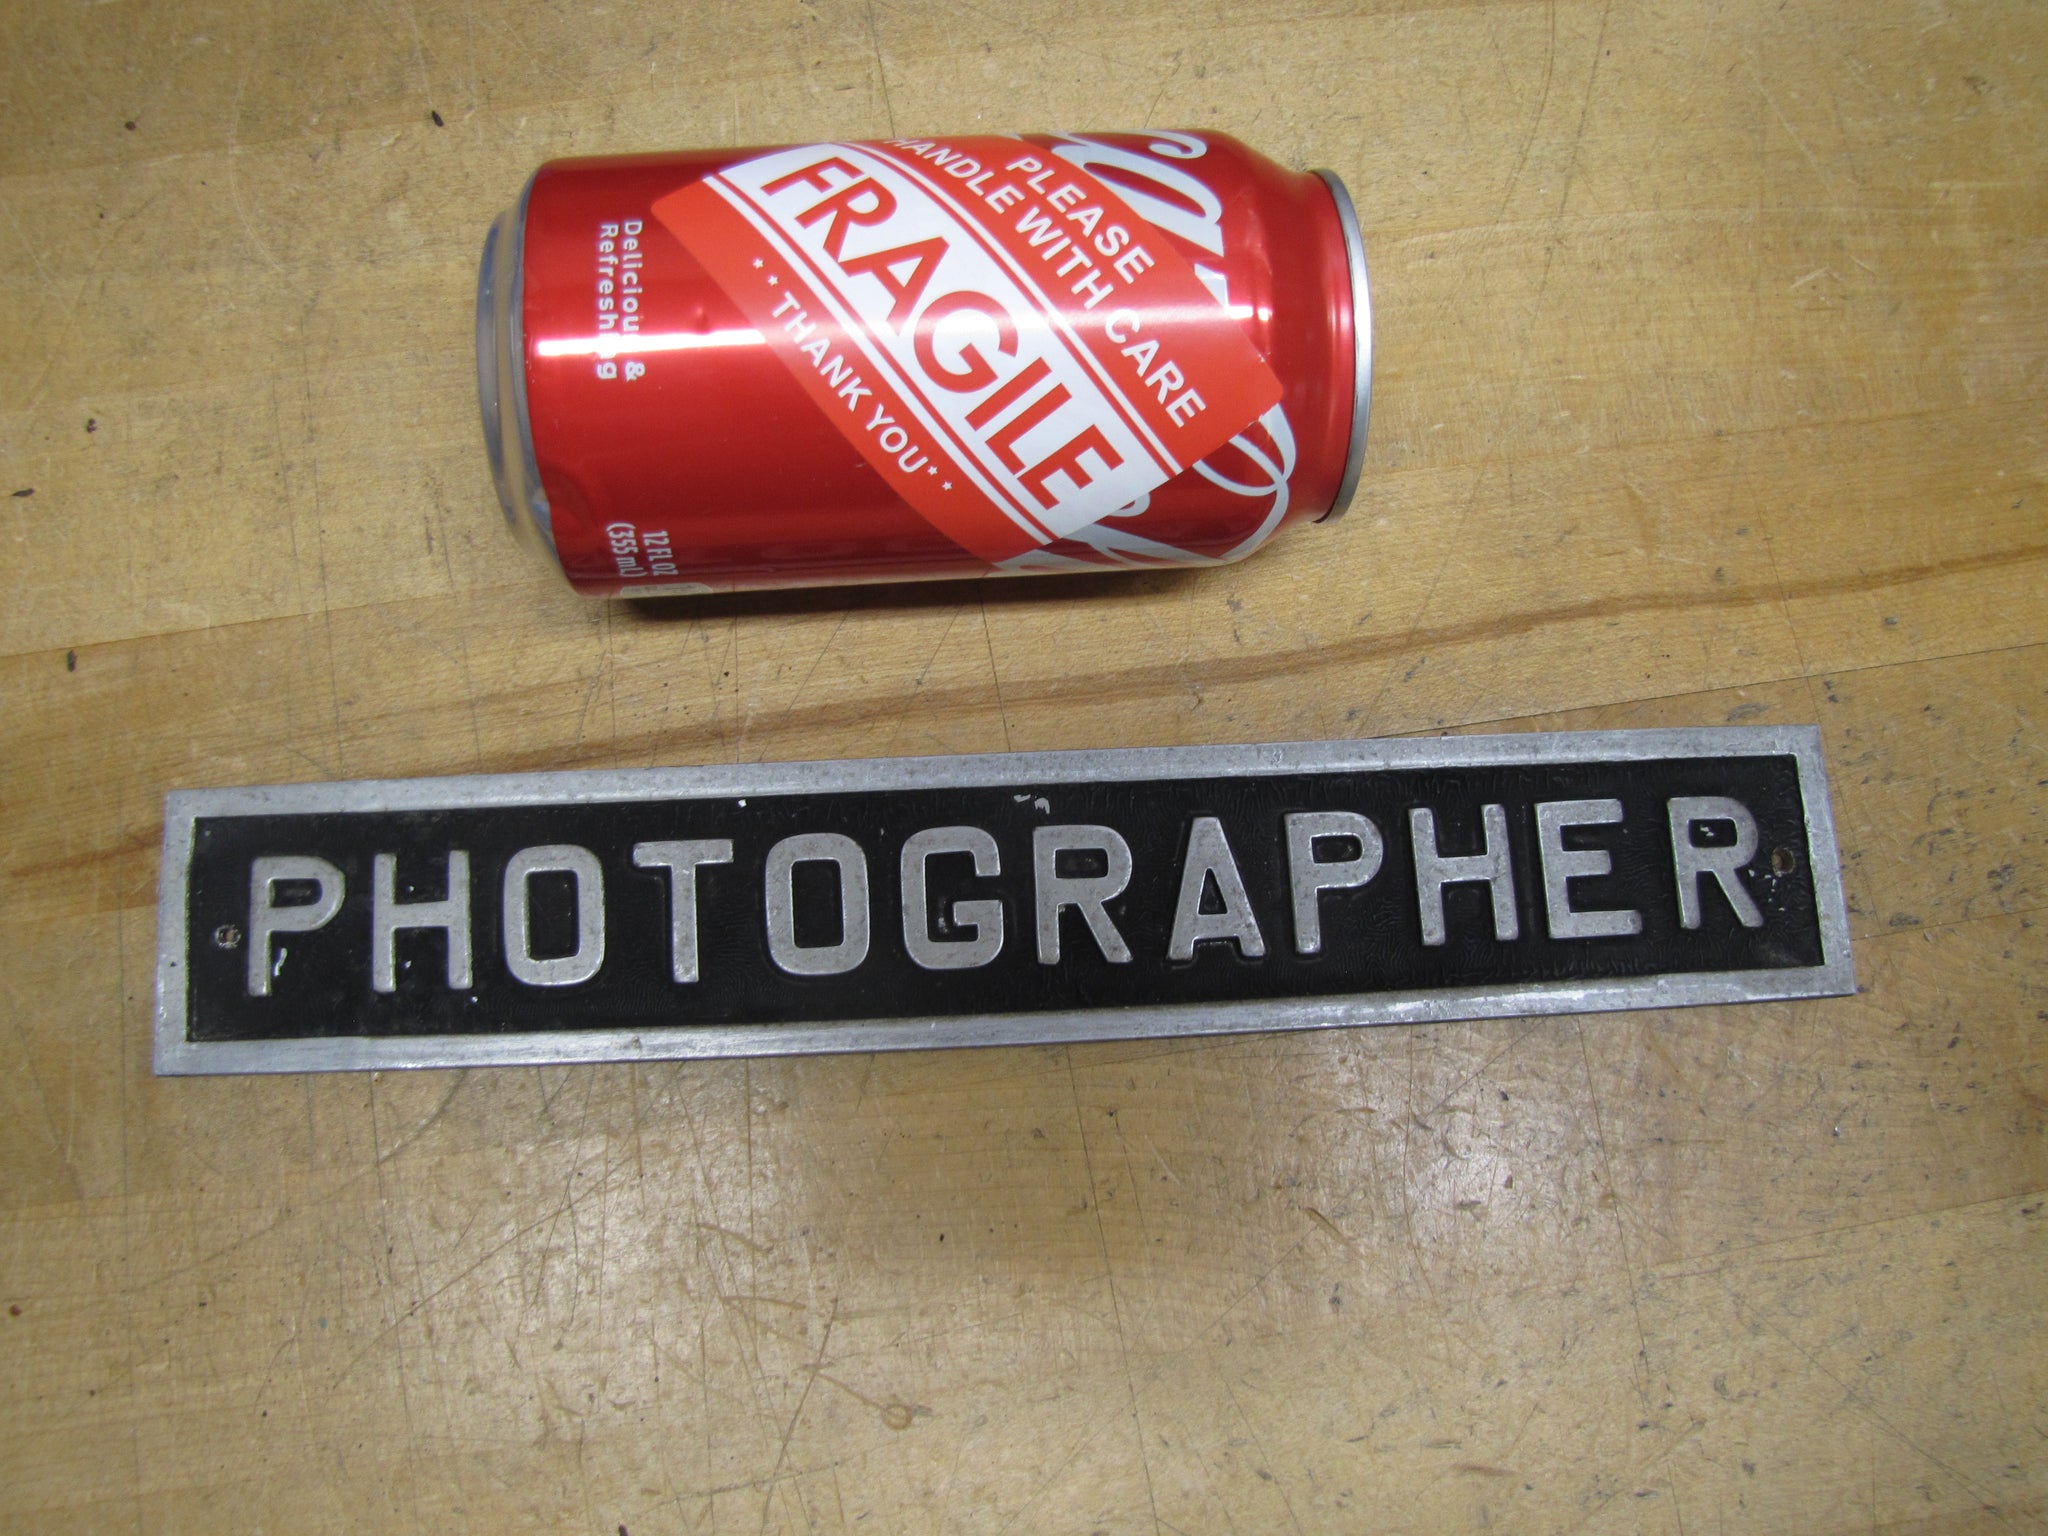 PLEASE
HANDLE WITH CARE
FRAGILE
THANK YOU
Delicious &
Refreshing
12 FL OZ
(355 mL)
PHOTOGRAPHER